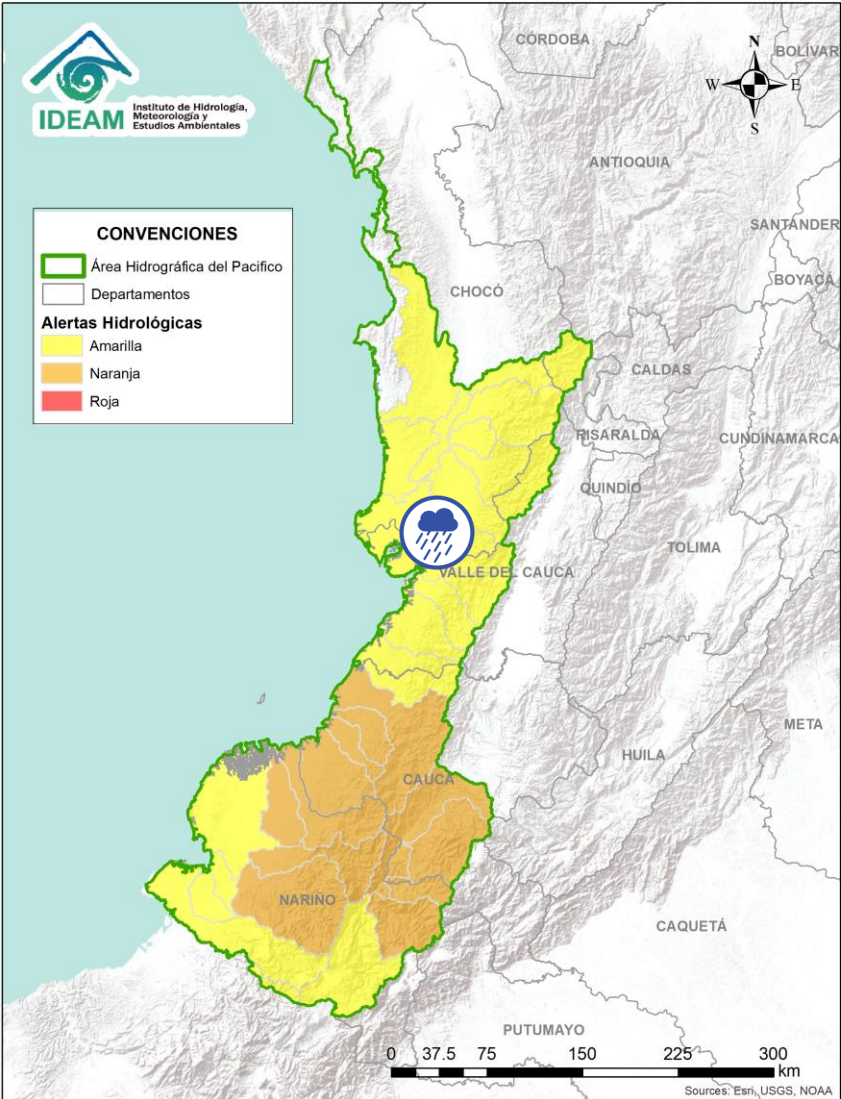 IDEAM
Instituto de Hidrología,
Meteorología y
Estudios Ambientales
N
W
E
S
CÓRDOBA
BOLÍVAR
ANTIOQUIA
SANTANDER
BOYACÁ
CHOCÓ
CONVENCIONES
Área Hidrográfica del Pacifico
Departamentos
Alertas Hidrológicas
Amarilla
Naranja
Roja
CALDAS
RISARALDA
CUNDINAMARCA
QUINDÍO
TOLIMA
VALLE DEL CAUCA
META
HUILA
CAUCA
NARIÑO
CAQUETÁ
PUTUMAYO
0 37.5 75 150 225 300
km
Sources: Esri, USGS, NOAA